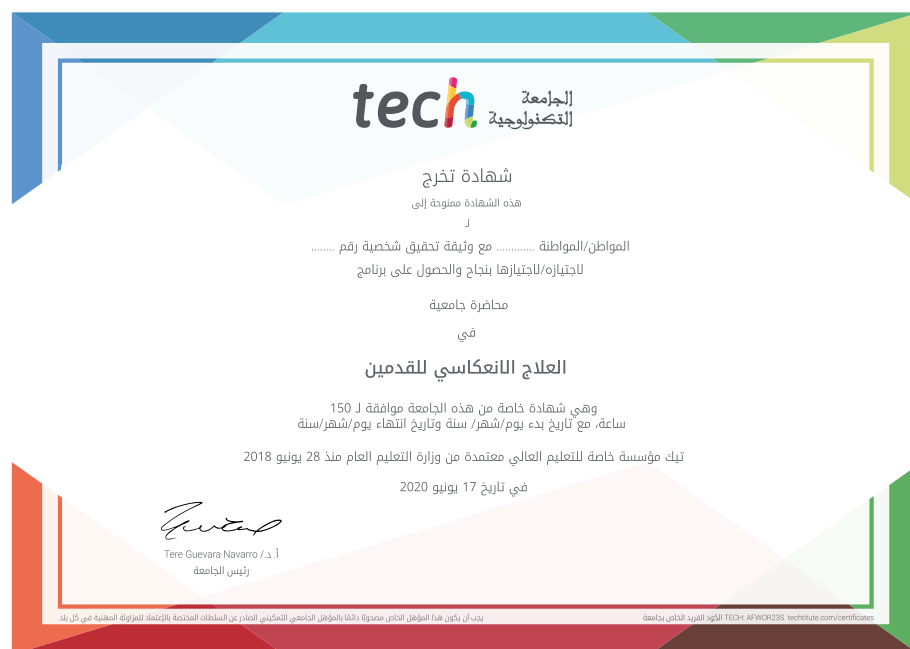 tech الجامعة
التكنولوجية
شهادة تخرج
هذه الشهادة ممنوحة إلى
لـ
المواطن/المواطنة ............. مع وثيقة تحقيق شخصية رقم ........
لاجتيازه/لاجتيازها بنجاح والحصول على برنامج
محاضرة جامعية
في
العلاج الانعكاسي للقدمين
وهي شهادة خاصة من هذه الجامعة موافقة لـ 150
ساعة، مع تاريخ بدء يوم/شهر/ سنة وتاريخ انتهاء يوم/شهر/سنة
تيك مؤسسة خاصة للتعليم العالي معتمدة من وزارة التعليم العام منذ 28 يونيو 2018
في تاريخ 17 يونيو 2020
أ. د./ Tere Guevara Navarro
رئيس الجامعة
يجب أن يكون هذا المؤهل الخاص مصحوبًا دائمًا بالمؤهل الجامعي التمكيني الصادر عن السلطات المختصة بالإعتماد للمزاولة المهنية في كل بلد.
الكود الفريد الخاص بجامعة TECH: AFWOR23S techtitute.com/certificates